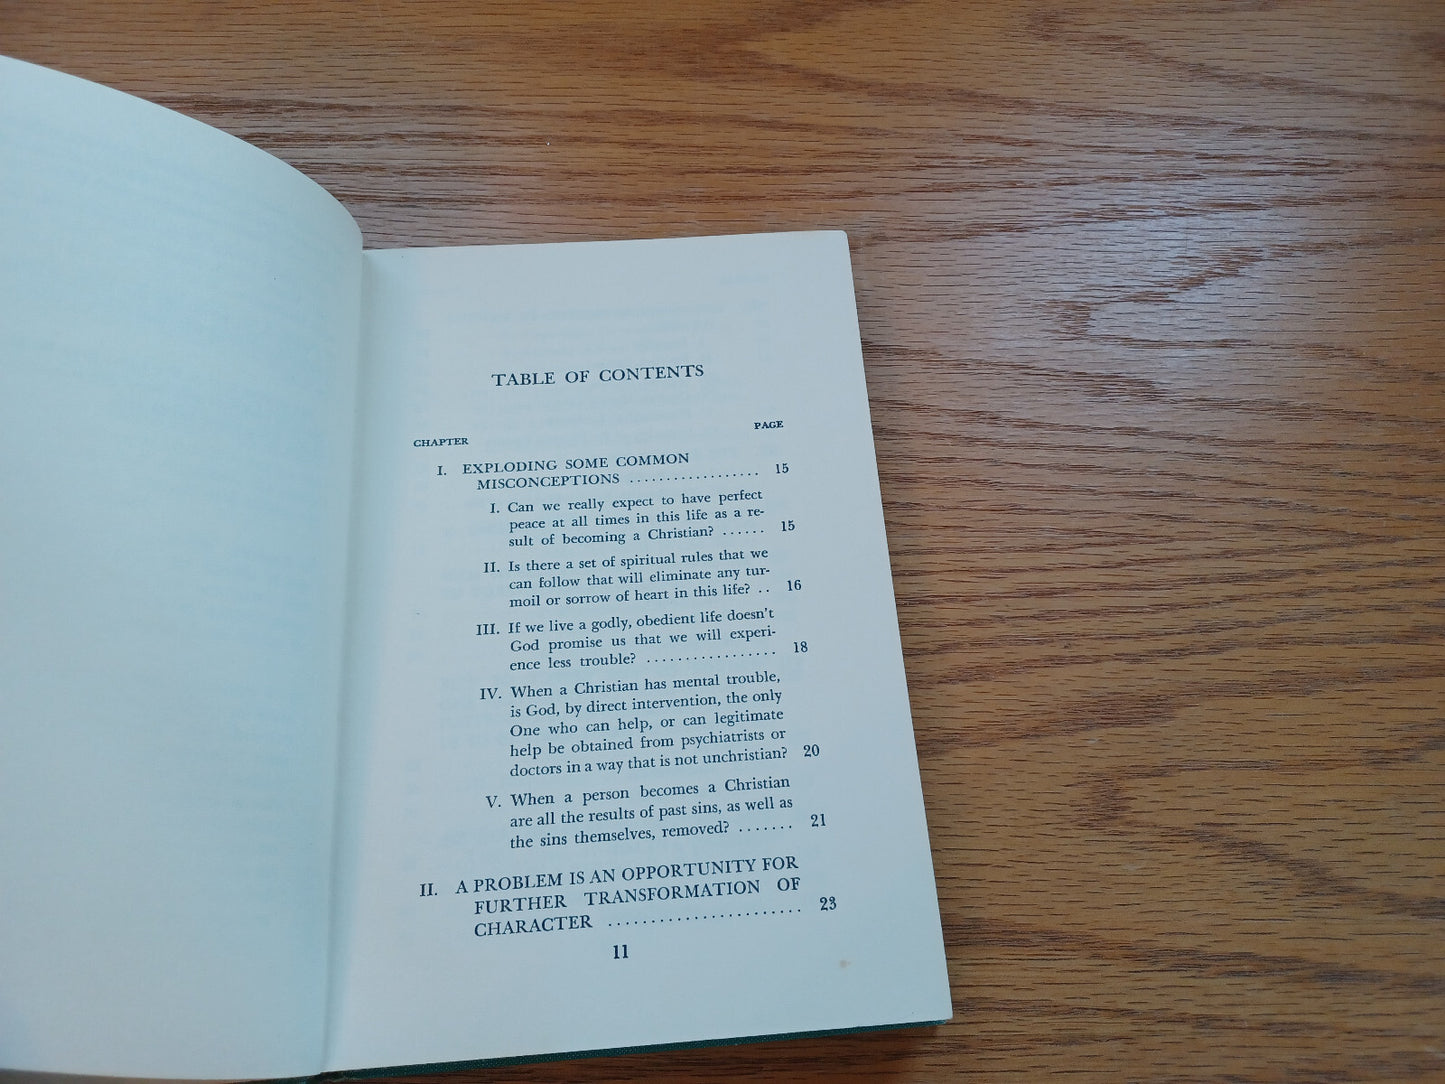 TABLE OF CONTENTS
CHAPTER PAGE
I. EXPLODING SOME COMMON
MISCONCEPTIONS .................. 15
I. Can we really expect to have perfect
peace at all times in this life as a re-
sult of becoming a Christian? ...... 15
II. Is there a set of spiritual rules that we
can follow that will eliminate any tur-
moil or sorrow of heart in this life? .. 16
III. If we live a godly, obedient life doesn't
God promise us that we will experi-
ence less trouble? ................. 18
IV. When a Christian has mental trouble,
is God, by direct intervention, the only
One who can help, or can legitimate
help be obtained from psychiatrists or
doctors in a way that is not unchristian? 20
V. When a person becomes a Christian
are all the results of past sins, as well as
the sins themselves, removed? ....... 21
II. A PROBLEM IS AN OPPORTUNITY FOR
FURTHER TRANSFORMATION OF
CHARACTER ....................... 23
11